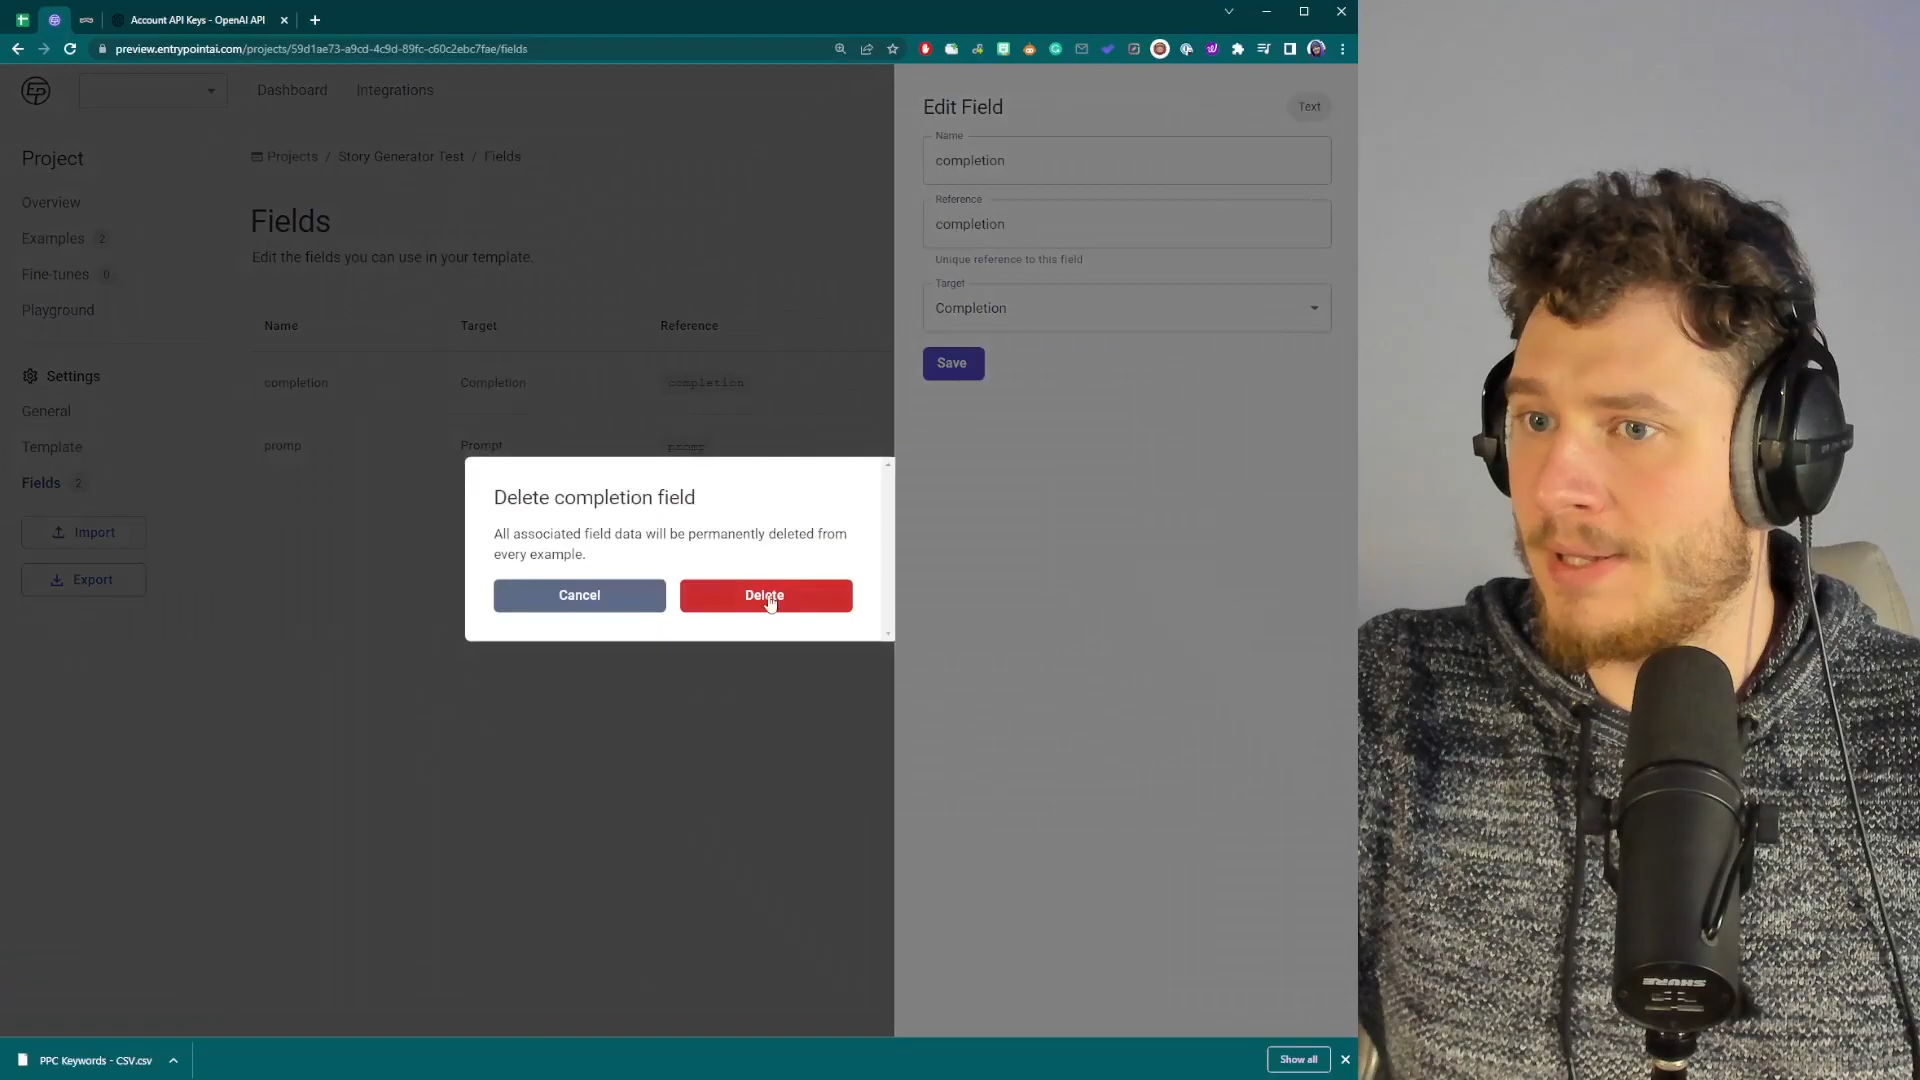 Account API Keys - OpenAI API
preview.entrypointai.com/projects/59d1ae73-a9cd-4c9d-89fc-c60c2ebc7fae/fields
EP
Dashboard
Integrations
Project
Overview
Examples 2
Fine-tunes 0
Playground
Settings
General
Template
Fields 2
Import
Export
Projects / Story Generator Test / Fields
Fields
Edit the fields you can use in your template.
Name Target Reference
completion Completion completion
promp Prompt promp
Delete completion field
All associated field data will be permanently deleted from
every example.
Cancel
Delete
Edit Field
Text
Name
completion
Reference
completion
Unique reference to this field
Target
Completion
Save
PPC Keywords - CSV.csv
Show all
SHURE